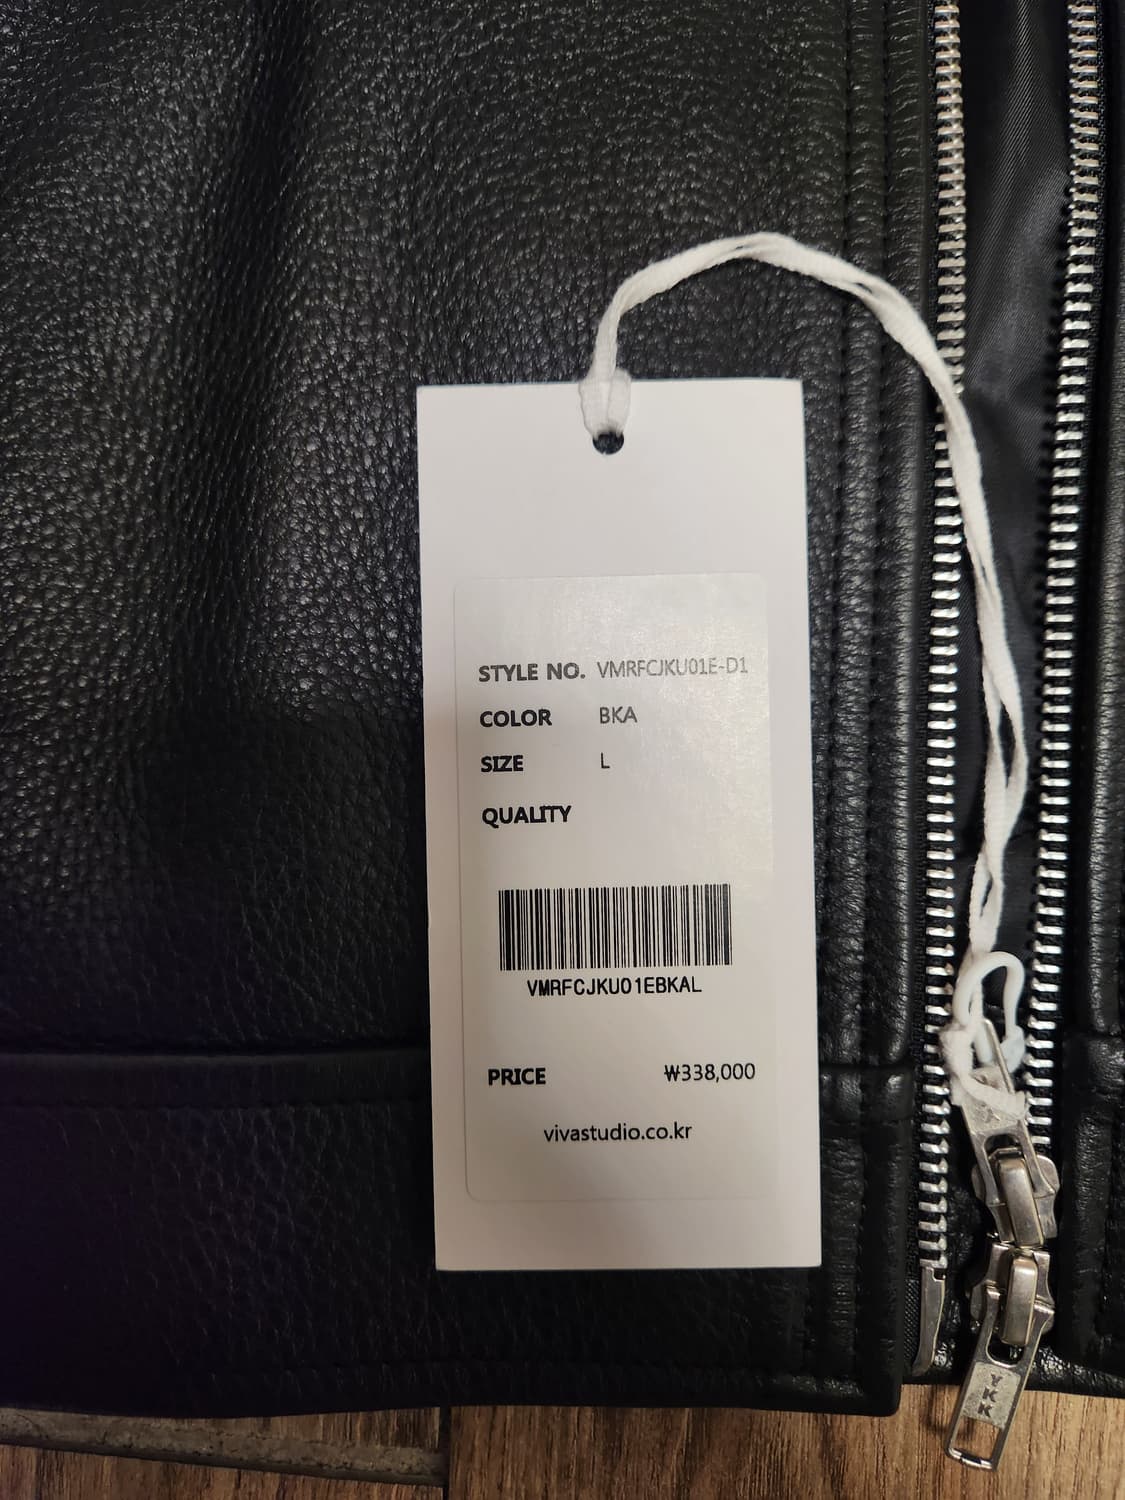 STYLE NO. VMRFCJKU01E-D1
COLOR BKA
SIZE L
QUALITY
VMRFCJKU01EBKAL
PRICE ₩338,000
vivastudio.co.kr
YKK